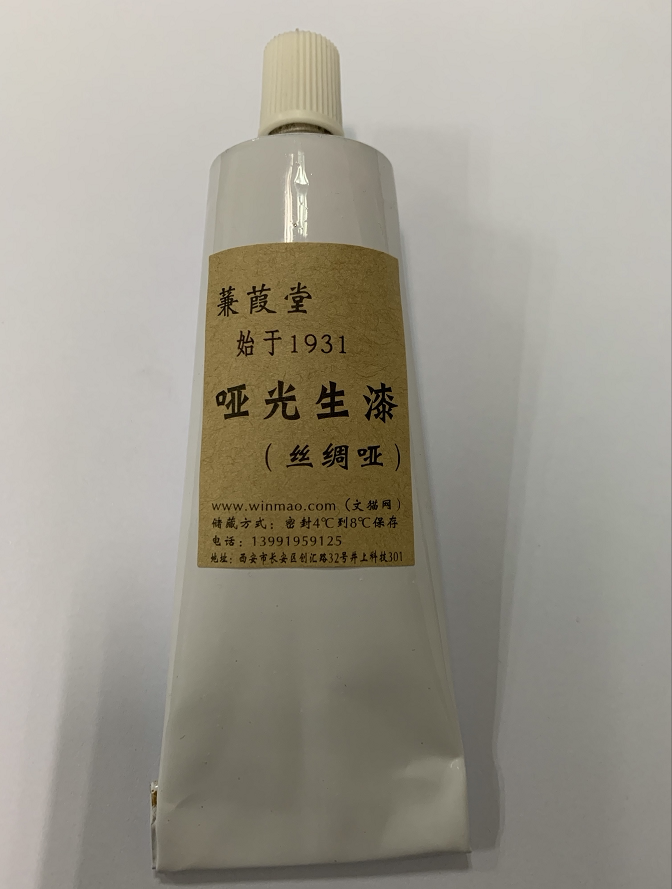 蒹葭堂
始于1931
哑光生漆
(丝绸哑)
www.winmao.com(文猫网)
储藏方式：密封4℃到8℃保存
电话：13991959125
地址：西安市长安区创汇路32号井上科技301